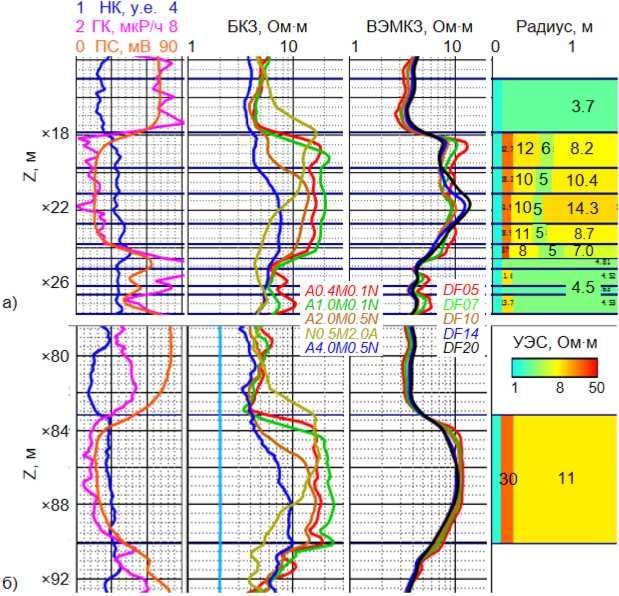 1 НК, у.е. 4
2 ГК, мкР/ч 8
0 ПС, мВ 90
БКЗ, Ом·м
1 10
ВЭМКЗ, Ом·м
1 10
Радиус, м
0 1
3.7
×18
12 6 8.2
10 5 10.4
Z, м
×22
10 5 14.3
11 5 8.7
8 5 7.0
×26
4.5
а)
A0.4M0.1N DF05
A1.0M0.1N DF07
A2.0M0.5N DF10
N0.5M2.0A DF14
A4.0M0.5N DF20
×80
УЭС, Ом·м
1 8 50
×84
Z, м
30 11
×88
×92
б)